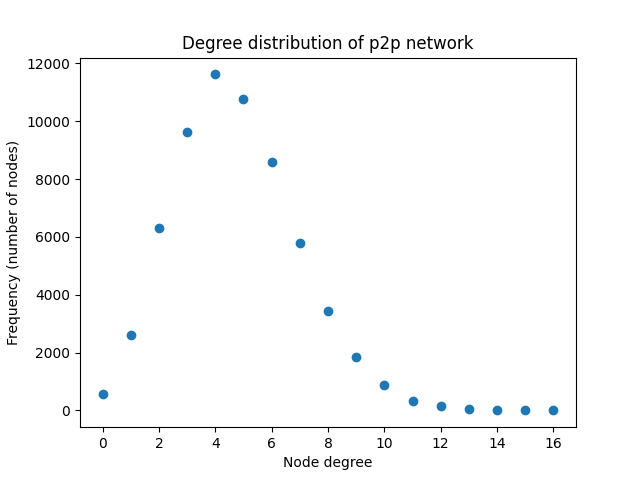 Degree distribution of p2p network
12000
10000
8000
6000
4000
2000
0
Frequency (number of nodes)
0 2 4 6 8 10 12 14 16
Node degree